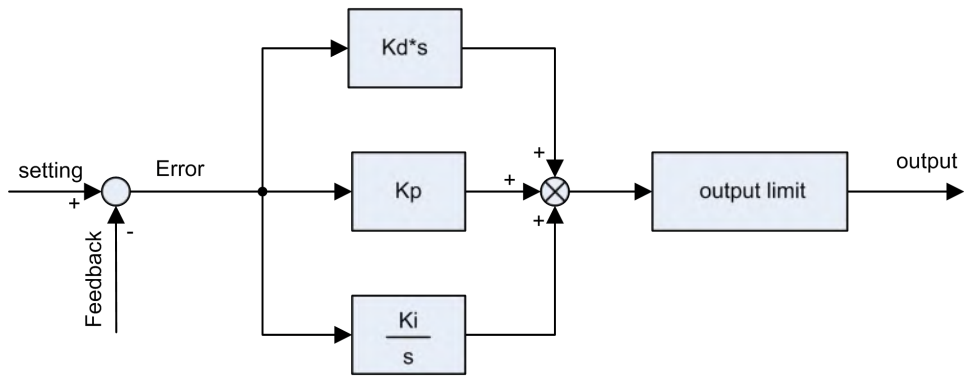 Kd*s
setting
Error
+
-
Feedback
Kp
+
+
+
output limit
output
Ki
s